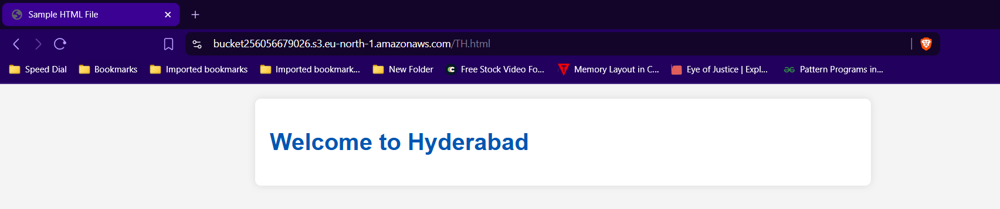 Sample HTML File
bucket256056679026.s3.eu-north-1.amazonaws.com/TH.html
Speed Dial Bookmarks Imported bookmarks Imported bookmark... New Folder Free Stock Video Fo... Memory Layout in C... Eye of Justice | Expl... Pattern Programs in...
Welcome to Hyderabad